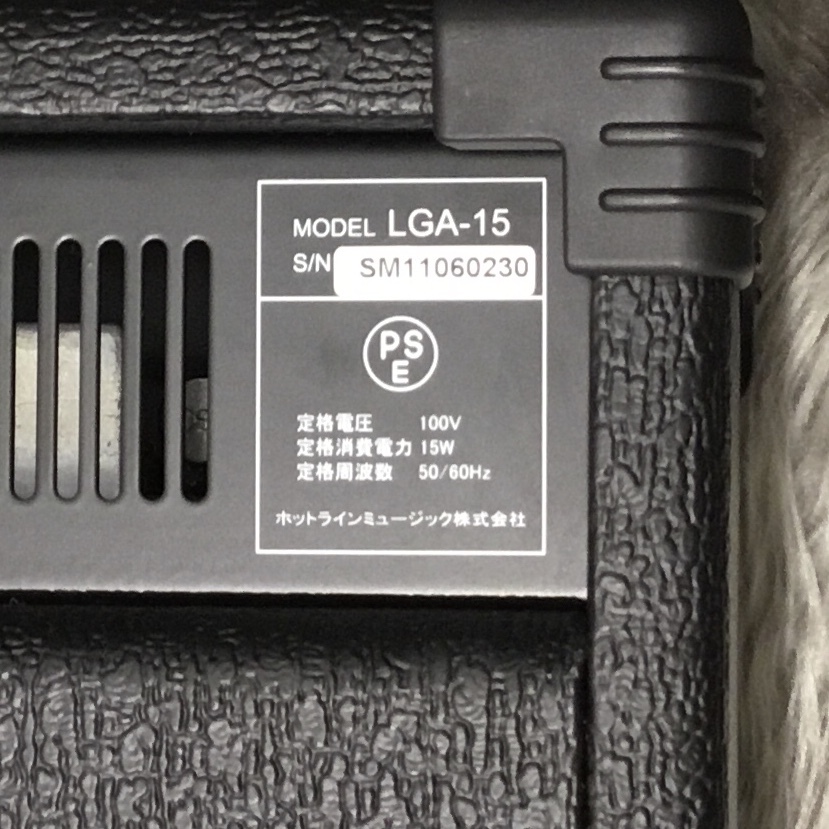 MODEL LGA-15
S/N SM11060230
PS
E
定格電圧 100V
定格消費電力 15W
定格周波数 50/60Hz
ホットラインミュージック株式会社